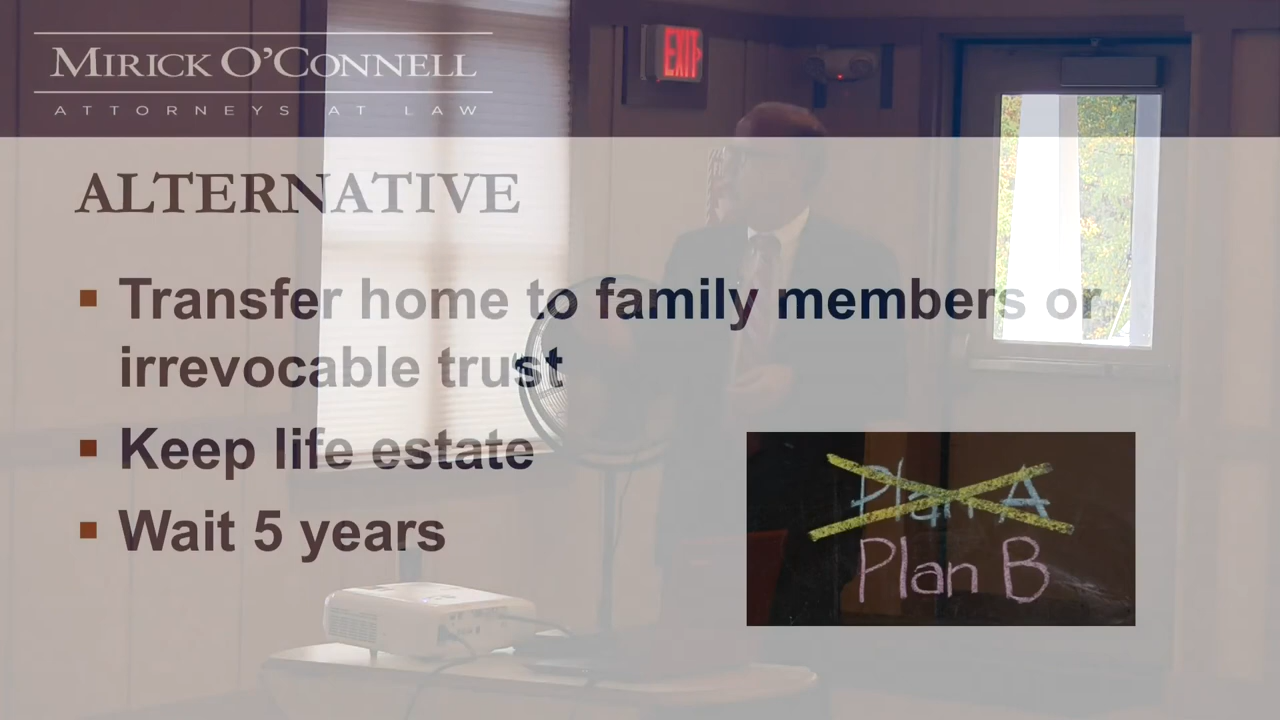 EXIT
MIRICK O'CONNELL
ATTORNEYS AT LAW
ALTERNATIVE
▪ Transfer home to family members or
irrevocable trust
▪ Keep life estate
▪ Wait 5 years
Plan A
Plan B